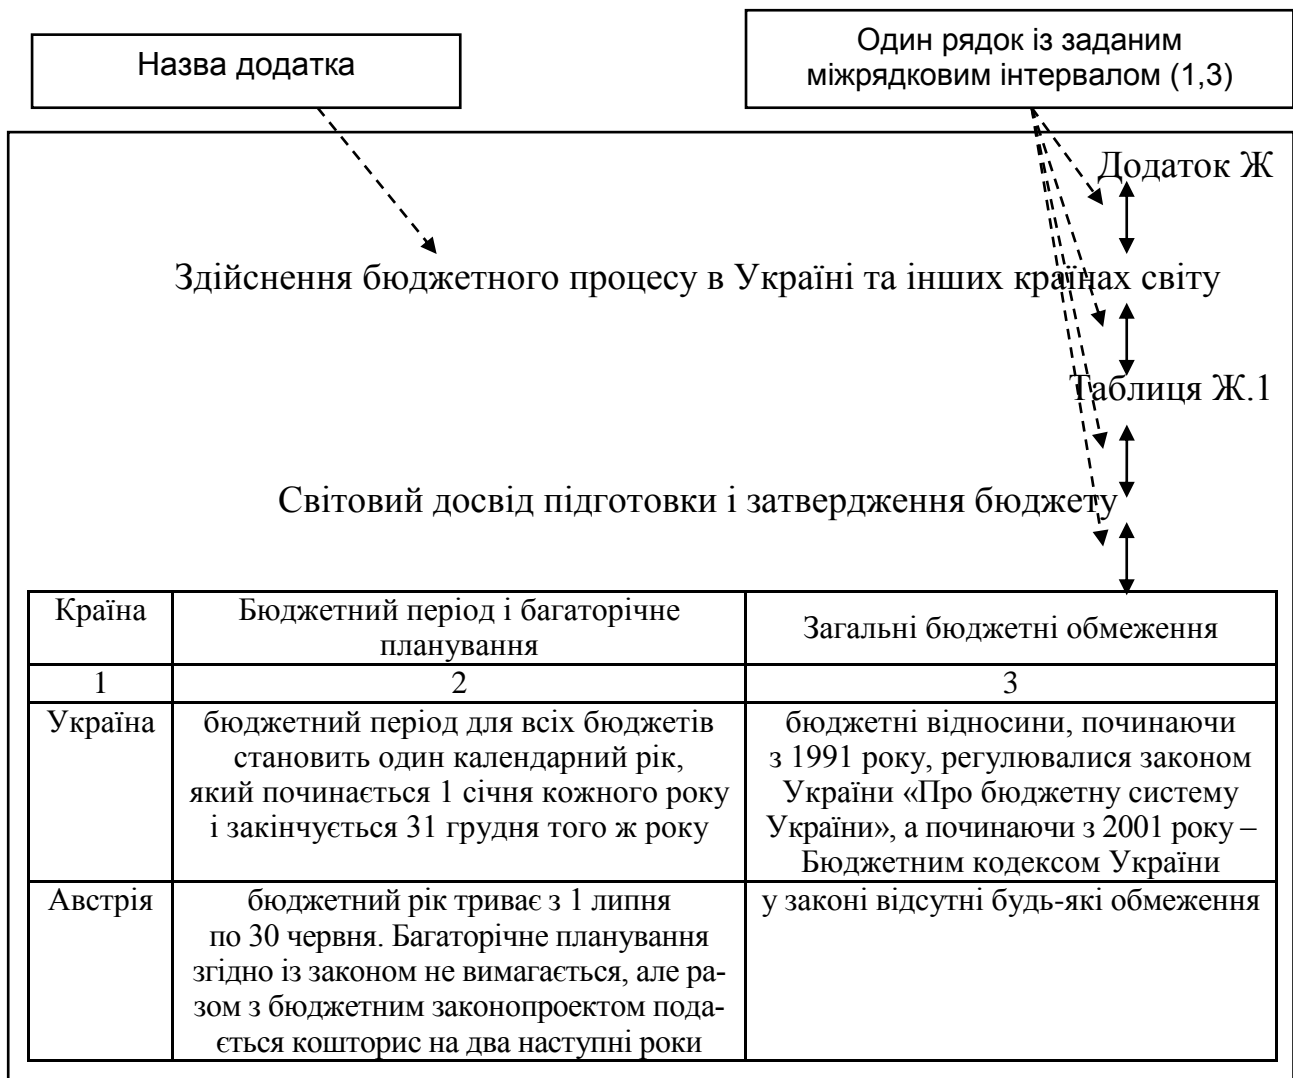 Назва додатка
Один рядок із заданим
міжрядковим інтервалом (1,3)
Додаток Ж
Здійснення бюджетного процесу в Україні та інших країнах світу
Таблиця Ж.1
Світовий досвід підготовки і затвердження бюджету
Країна
Бюджетний період і багаторічне
планування
Загальні бюджетні обмеження
1
2
3
Україна
бюджетний період для всіх бюджетів
становить один календарний рік,
який починається 1 січня кожного року
і закінчується 31 грудня того ж року
бюджетні відносини, починаючи
з 1991 року, регулювалися законом
України «Про бюджетну систему
України», а починаючи з 2001 року –
Бюджетним кодексом України
Австрія
бюджетний рік триває з 1 липня
по 30 червня. Багаторічне планування
згідно із законом не вимагається, але ра-
зом з бюджетним законопроектом пода-
ється кошторис на два наступні роки
у законі відсутні будь-які обмеження